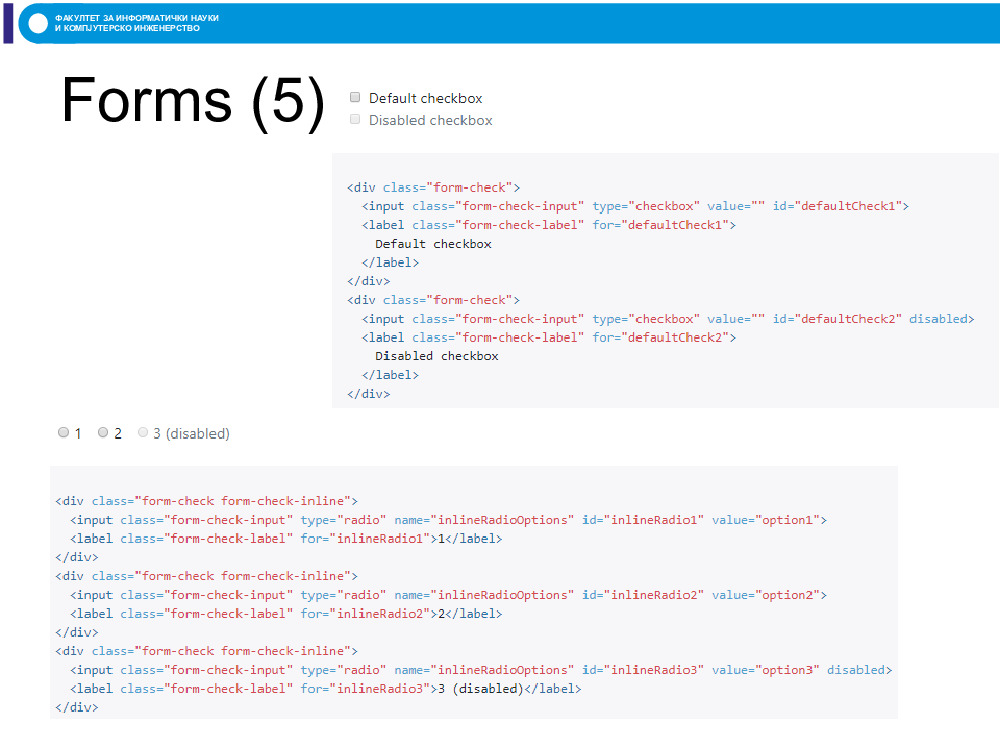 ФАКУЛТЕТ ЗА ИНФОРМАТИЧКИ НАУКИ
И КОМПЈУТЕРСКО ИНЖЕНЕРСТВО
Forms (5)
Default checkbox
Disabled checkbox
<div class="form-check">
  <input class="form-check-input" type="checkbox" value="" id="defaultCheck1">
  <label class="form-check-label" for="defaultCheck1">
    Default checkbox
  </label>
</div>
<div class="form-check">
  <input class="form-check-input" type="checkbox" value="" id="defaultCheck2" disabled>
  <label class="form-check-label" for="defaultCheck2">
    Disabled checkbox
  </label>
</div>
1 2 3 (disabled)
<div class="form-check form-check-inline">
  <input class="form-check-input" type="radio" name="inlineRadioOptions" id="inlineRadio1" value="option1">
  <label class="form-check-label" for="inlineRadio1">1</label>
</div>
<div class="form-check form-check-inline">
  <input class="form-check-input" type="radio" name="inlineRadioOptions" id="inlineRadio2" value="option2">
  <label class="form-check-label" for="inlineRadio2">2</label>
</div>
<div class="form-check form-check-inline">
  <input class="form-check-input" type="radio" name="inlineRadioOptions" id="inlineRadio3" value="option3" disabled>
  <label class="form-check-label" for="inlineRadio3">3 (disabled)</label>
</div>